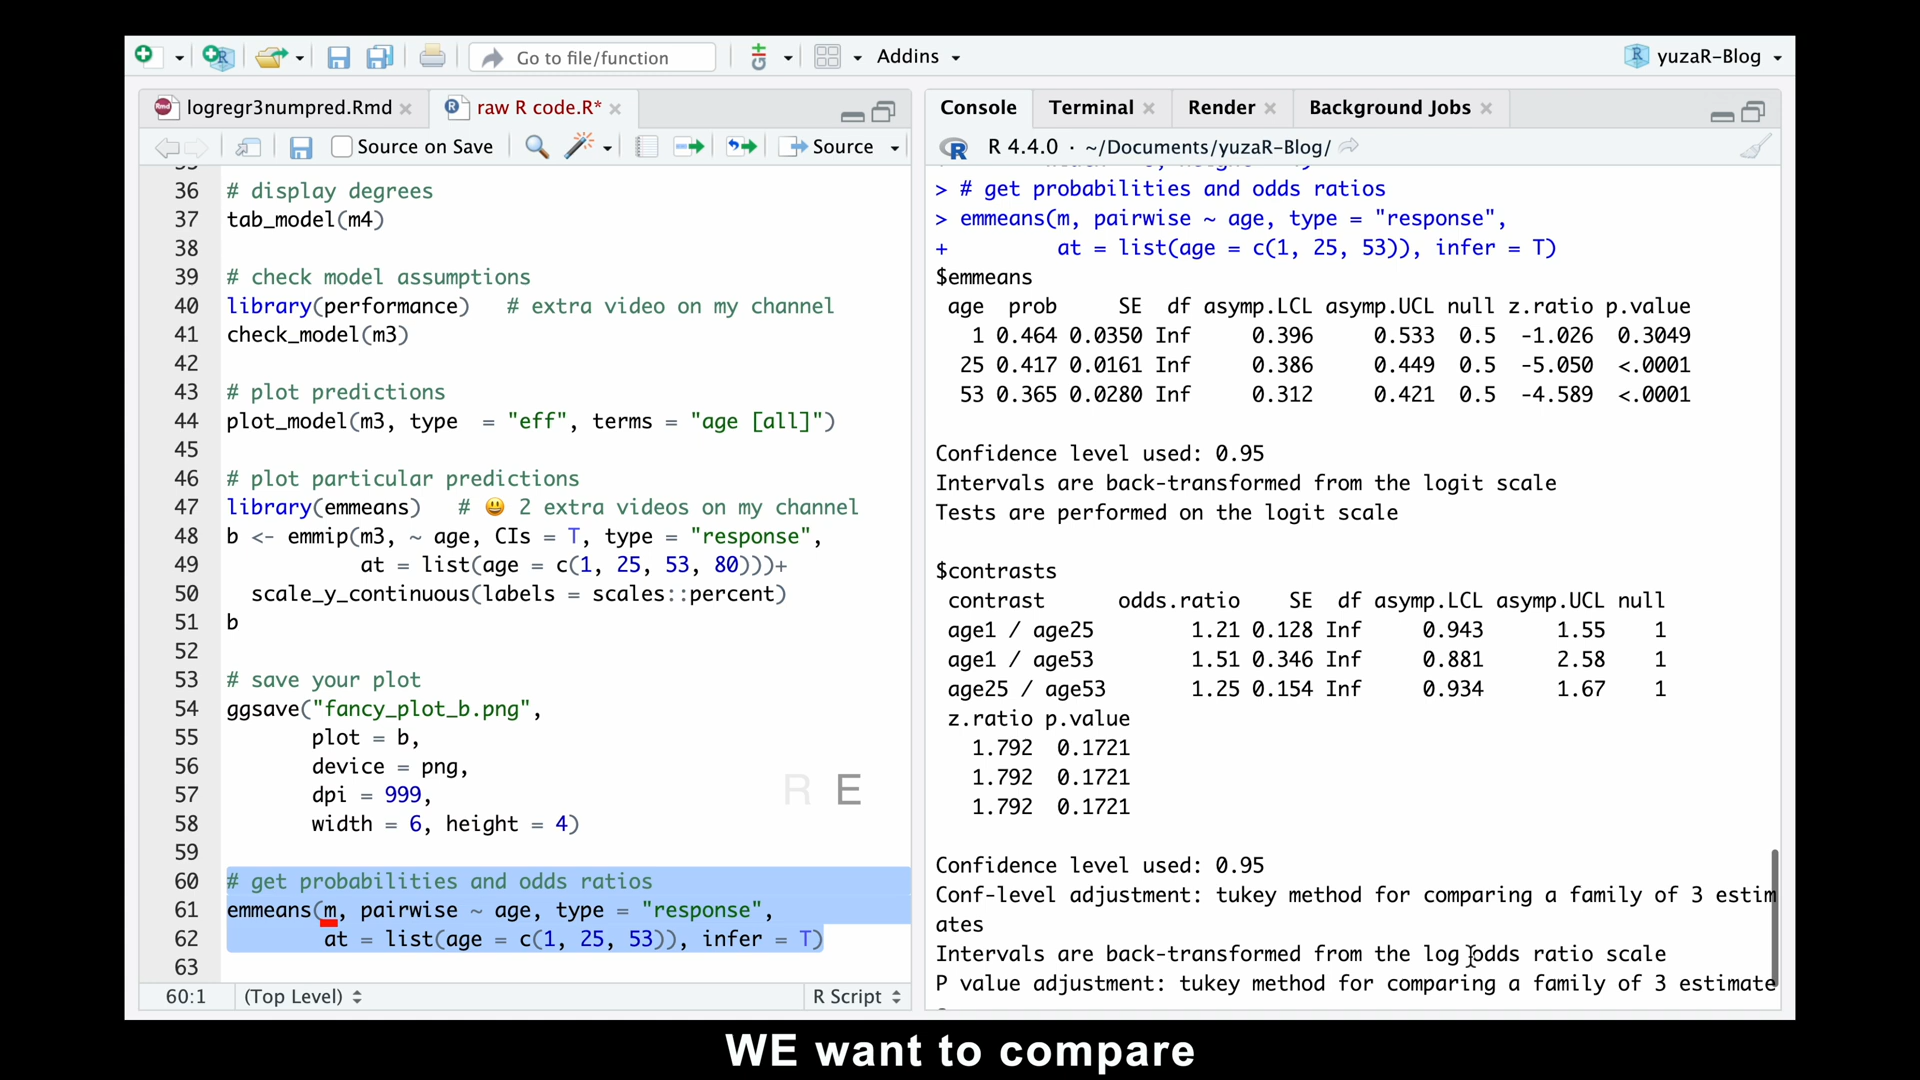 Go to file/function
Addins
yuzaR-Blog
logregr3numpred.Rmd
raw R code.R*
Source on Save
Source
36 # display degrees
37 tab_model(m4)
38
39 # check model assumptions
40 library(performance)   # extra video on my channel
41 check_model(m3)
42
43 # plot predictions
44 plot_model(m3, type  = "eff", terms = "age [all]")
45
46 # plot particular predictions
47 library(emmeans)   # 😃 2 extra videos on my channel
48 b <- emmip(m3, ~ age, CIs = T, type = "response",
49            at = list(age = c(1, 25, 53, 80)))+
50   scale_y_continuous(labels = scales::percent)
51 b
52
53 # save your plot
54 ggsave("fancy_plot_b.png",
55        plot = b,
56        device = png,
57        dpi = 999,
58        width = 6, height = 4)
59
60 # get probabilities and odds ratios
61 emmeans(m, pairwise ~ age, type = "response",
62         at = list(age = c(1, 25, 53)), infer = T)
63
R E
60:1 (Top Level) R Script
Console Terminal Render Background Jobs
R 4.4.0 · ~/Documents/yuzaR-Blog/
> # get probabilities and odds ratios
> emmeans(m, pairwise ~ age, type = "response",
+         at = list(age = c(1, 25, 53)), infer = T)
$emmeans
age  prob     SE  df asymp.LCL asymp.UCL null z.ratio p.value
1 0.464 0.0350 Inf     0.396     0.533  0.5  -1.026  0.3049
25 0.417 0.0161 Inf     0.386     0.449  0.5  -5.050  <.0001
53 0.365 0.0280 Inf     0.312     0.421  0.5  -4.589  <.0001
Confidence level used: 0.95
Intervals are back-transformed from the logit scale
Tests are performed on the logit scale
$contrasts
contrast      odds.ratio    SE  df asymp.LCL asymp.UCL null
age1 / age25        1.21 0.128 Inf     0.943      1.55    1
age1 / age53        1.51 0.346 Inf     0.881      2.58    1
age25 / age53       1.25 0.154 Inf     0.934      1.67    1
z.ratio p.value
1.792  0.1721
1.792  0.1721
1.792  0.1721
Confidence level used: 0.95
Conf-level adjustment: tukey method for comparing a family of 3 estim
ates
Intervals are back-transformed from the log odds ratio scale
P value adjustment: tukey method for comparing a family of 3 estimate
WE want to compare